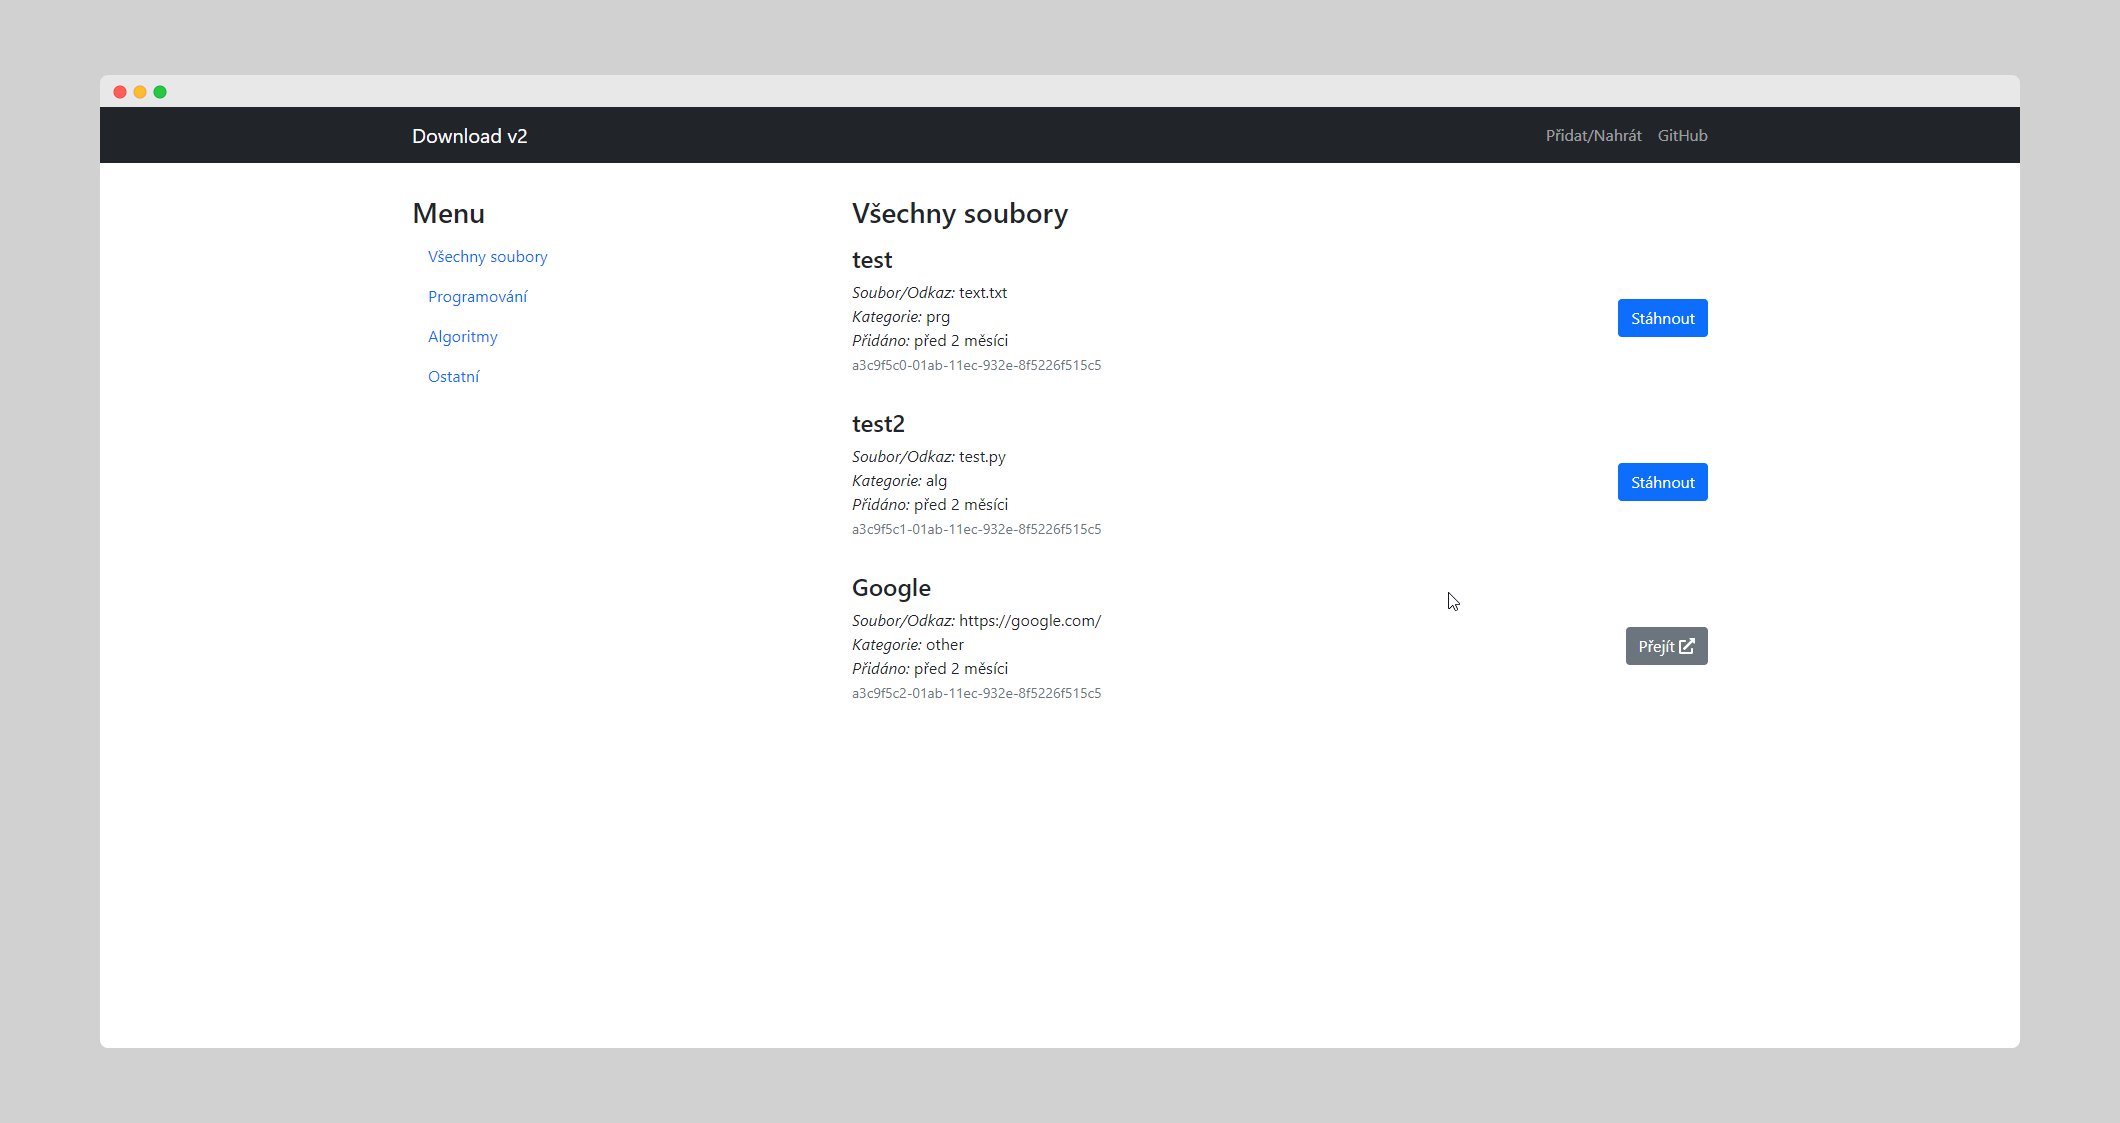 Download v2
Přidat/Nahrát
GitHub
Menu
Všechny soubory
Programování
Algoritmy
Ostatní
Všechny soubory
test
Soubor/Odkaz: text.txt
Kategorie: prg
Přidáno: před 2 měsíci
a3c9f5c0-01ab-11ec-932e-8f5226f515c5
Stáhnout
test2
Soubor/Odkaz: test.py
Kategorie: alg
Přidáno: před 2 měsíci
a3c9f5c1-01ab-11ec-932e-8f5226f515c5
Stáhnout
Google
Soubor/Odkaz: https://google.com/
Kategorie: other
Přidáno: před 2 měsíci
a3c9f5c2-01ab-11ec-932e-8f5226f515c5
Přejít